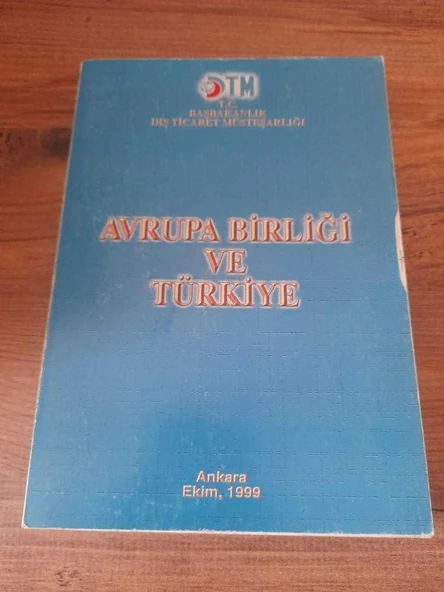 DTM
T.C.
BAŞBAKANLIK
DIŞ TİCARET MÜSTEŞARLIĞI
AVRUPA BİRLİĞİ
VE
TÜRKİYE
Ankara
Ekim, 1999